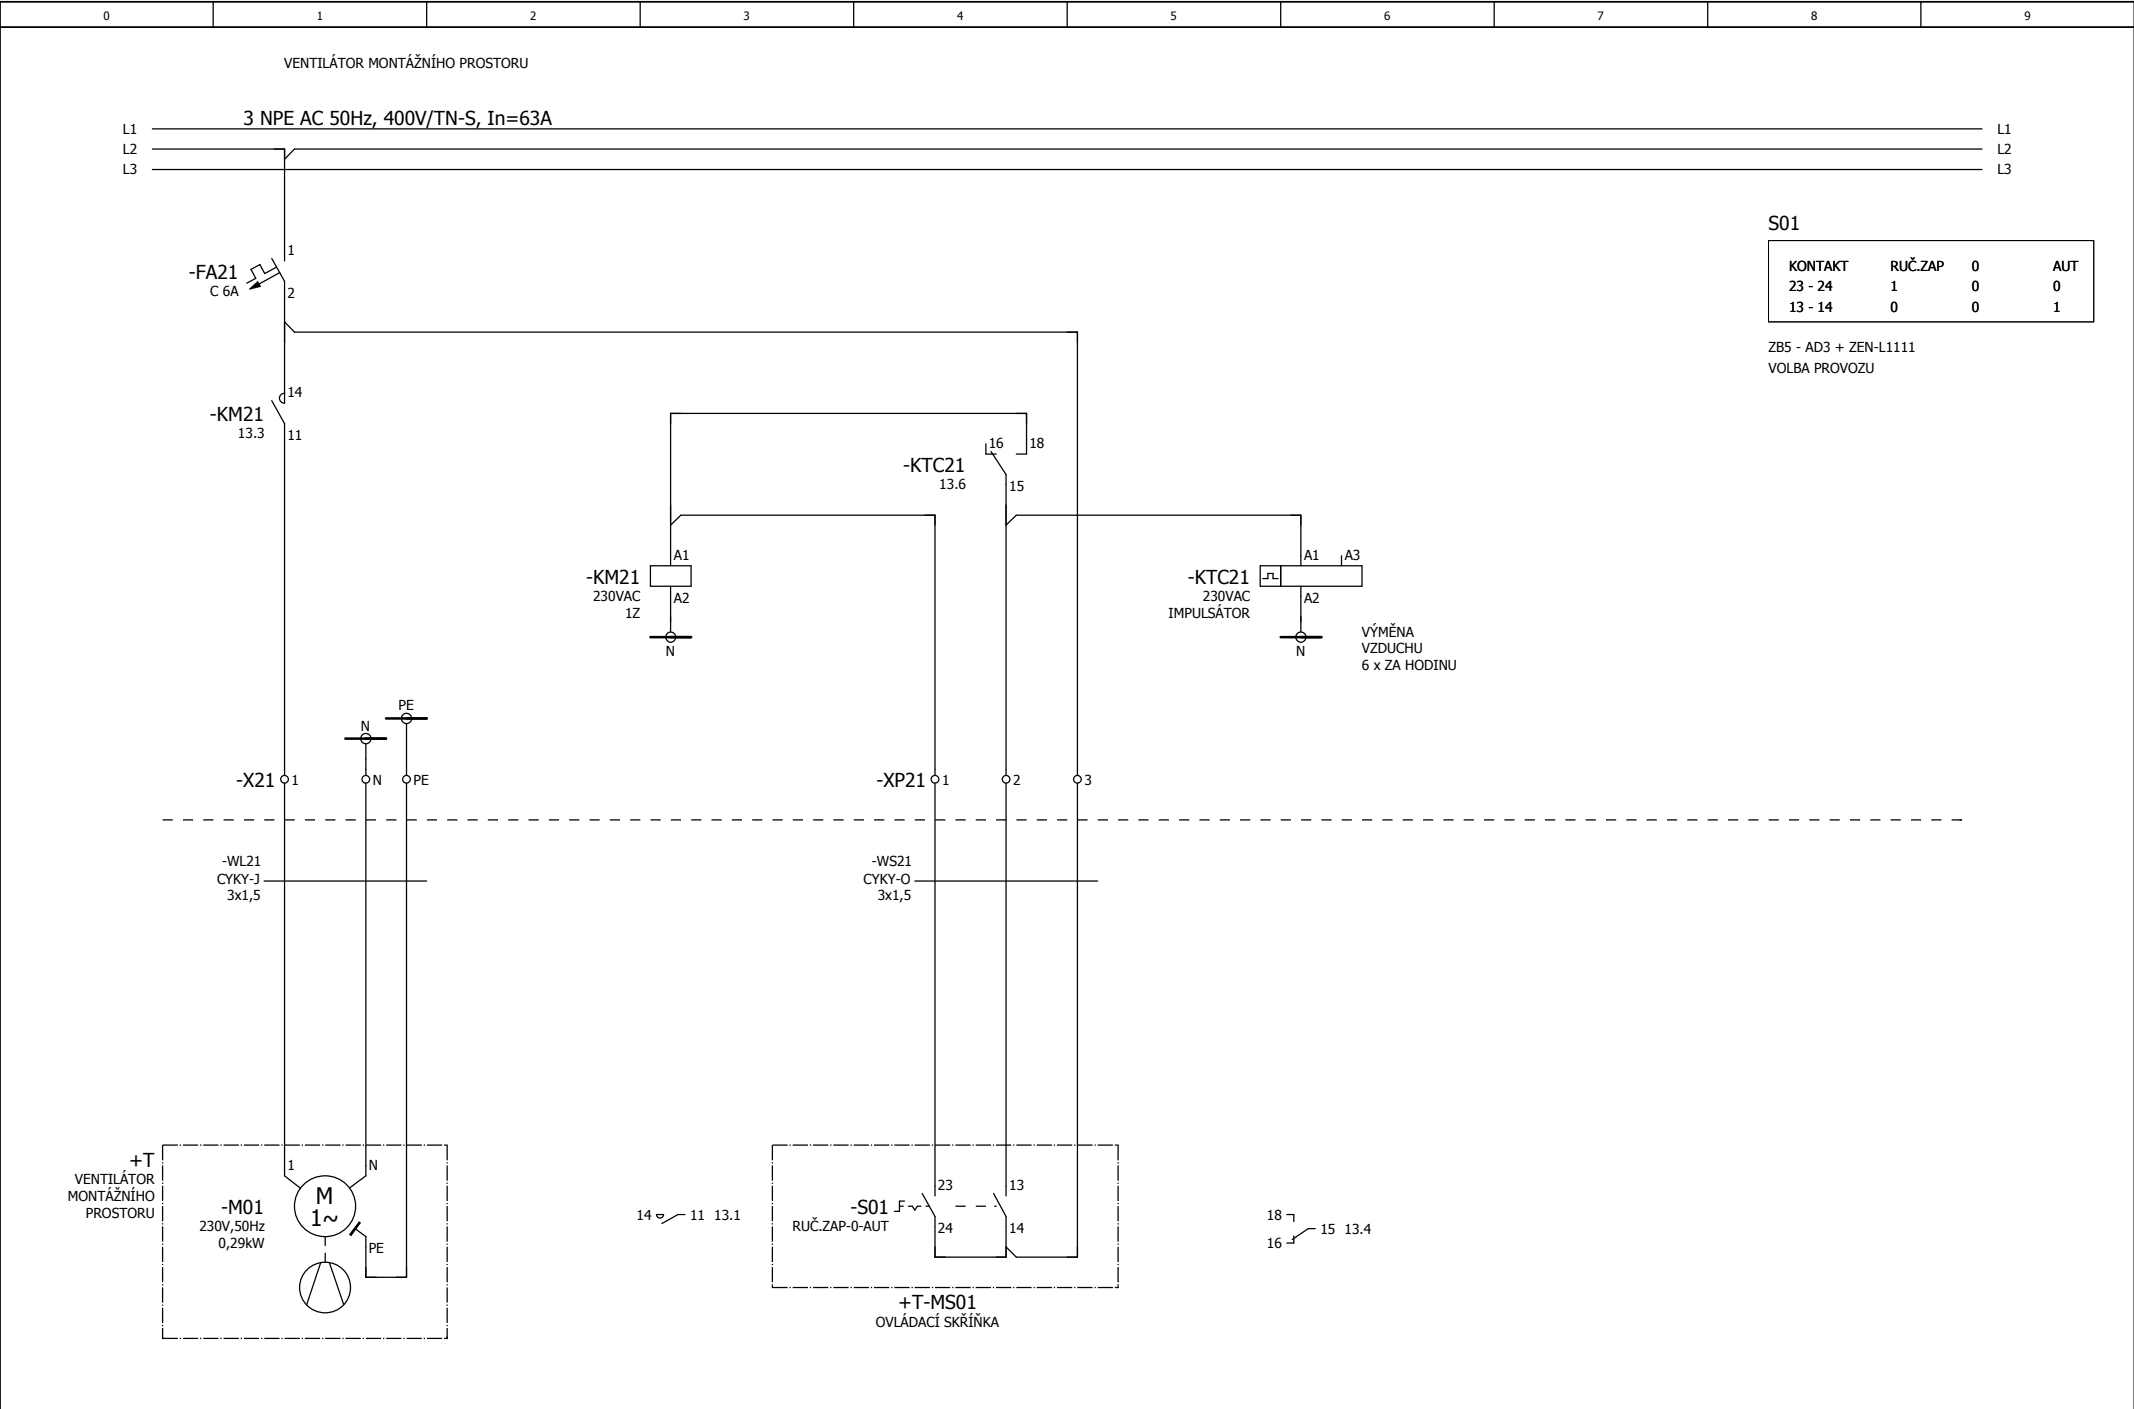 0 1 2 3 4 5 6 7 8 9
VENTILÁTOR MONTÁŽNÍHO PROSTORU
3 NPE AC 50Hz, 400V/TN-S, In=63A
L1 L1
L2 L2
L3 L3
S01
KONTAKT RUČ.ZAP 0 AUT
23 - 24 1 0 0
13 - 14 0 0 1
ZB5 - AD3 + ZEN-L1111
VOLBA PROVOZU
1
-FA21
C 6A
2
14
-KM21
13.3
11
16 18
-KTC21
13.6
15
A1
-KM21
230VAC
1Z
A2
N
A1 A3
-KTC21
230VAC
IMPULSÁTOR
A2
N
VÝMĚNA
VZDUCHU
6 x ZA HODINU
PE
N
-X21 1 N PE
-XP21 1 2 3
-WL21
CYKY-J
3x1,5
-WS21
CYKY-O
3x1,5
+T
VENTILÁTOR
MONTÁŽNÍHO
PROSTORU
1 N
-M01
230V,50Hz
0,29kW
M
1~
PE
14 11 13.1
23 13
-S01
RUČ.ZAP-0-AUT
24 14
+T-MS01
OVLÁDACÍ SKŘÍŇKA
18
15 13.4
16